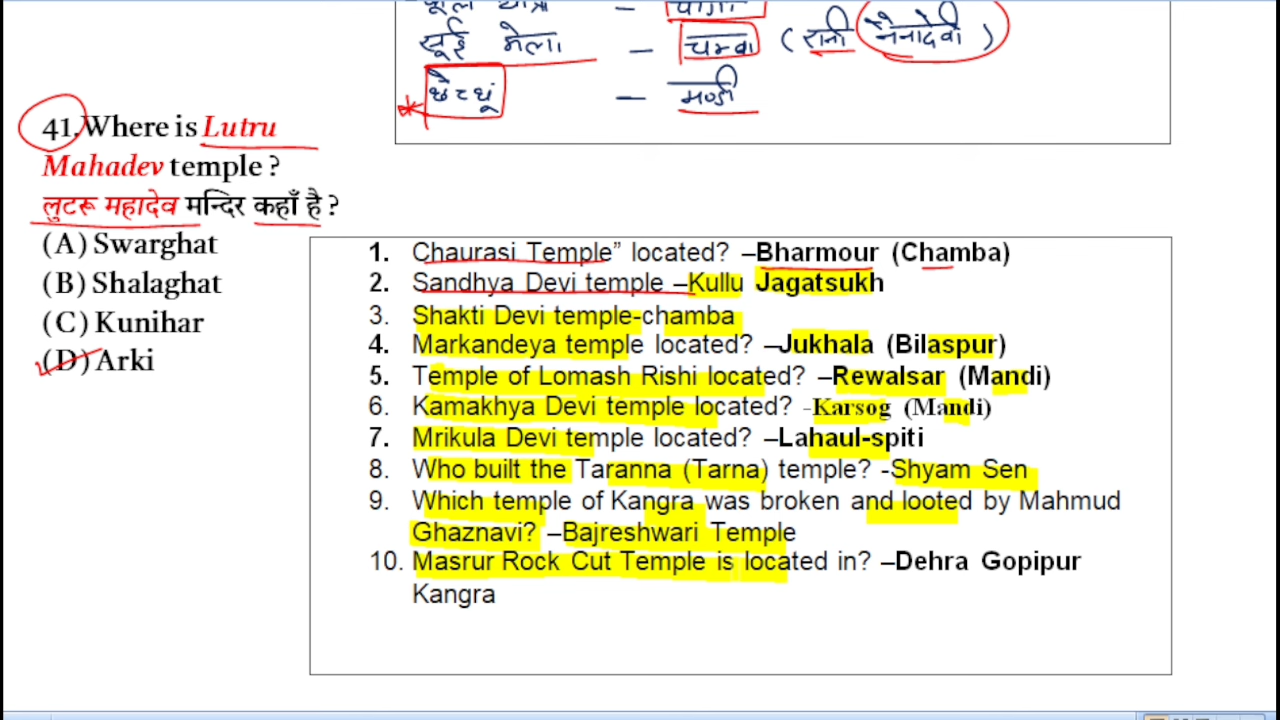 मेला – चम्बा ( रानी नैनादेवी )
– मण्डी
41. Where is Lutru
Mahadev temple ?
लुटरू महादेव मन्दिर कहाँ है ?
(A) Swarghat
(B) Shalaghat
(C) Kunihar
(D) Arki
1. Chaurasi Temple” located? –Bharmour (Chamba)
2. Sandhya Devi temple –Kullu Jagatsukh
3. Shakti Devi temple-chamba
4. Markandeya temple located? –Jukhala (Bilaspur)
5. Temple of Lomash Rishi located? –Rewalsar (Mandi)
6. Kamakhya Devi temple located? -Karsog (Mandi)
7. Mrikula Devi temple located? –Lahaul-spiti
8. Who built the Taranna (Tarna) temple? -Shyam Sen
9. Which temple of Kangra was broken and looted by Mahmud
Ghaznavi? –Bajreshwari Temple
10. Masrur Rock Cut Temple is located in? –Dehra Gopipur
Kangra